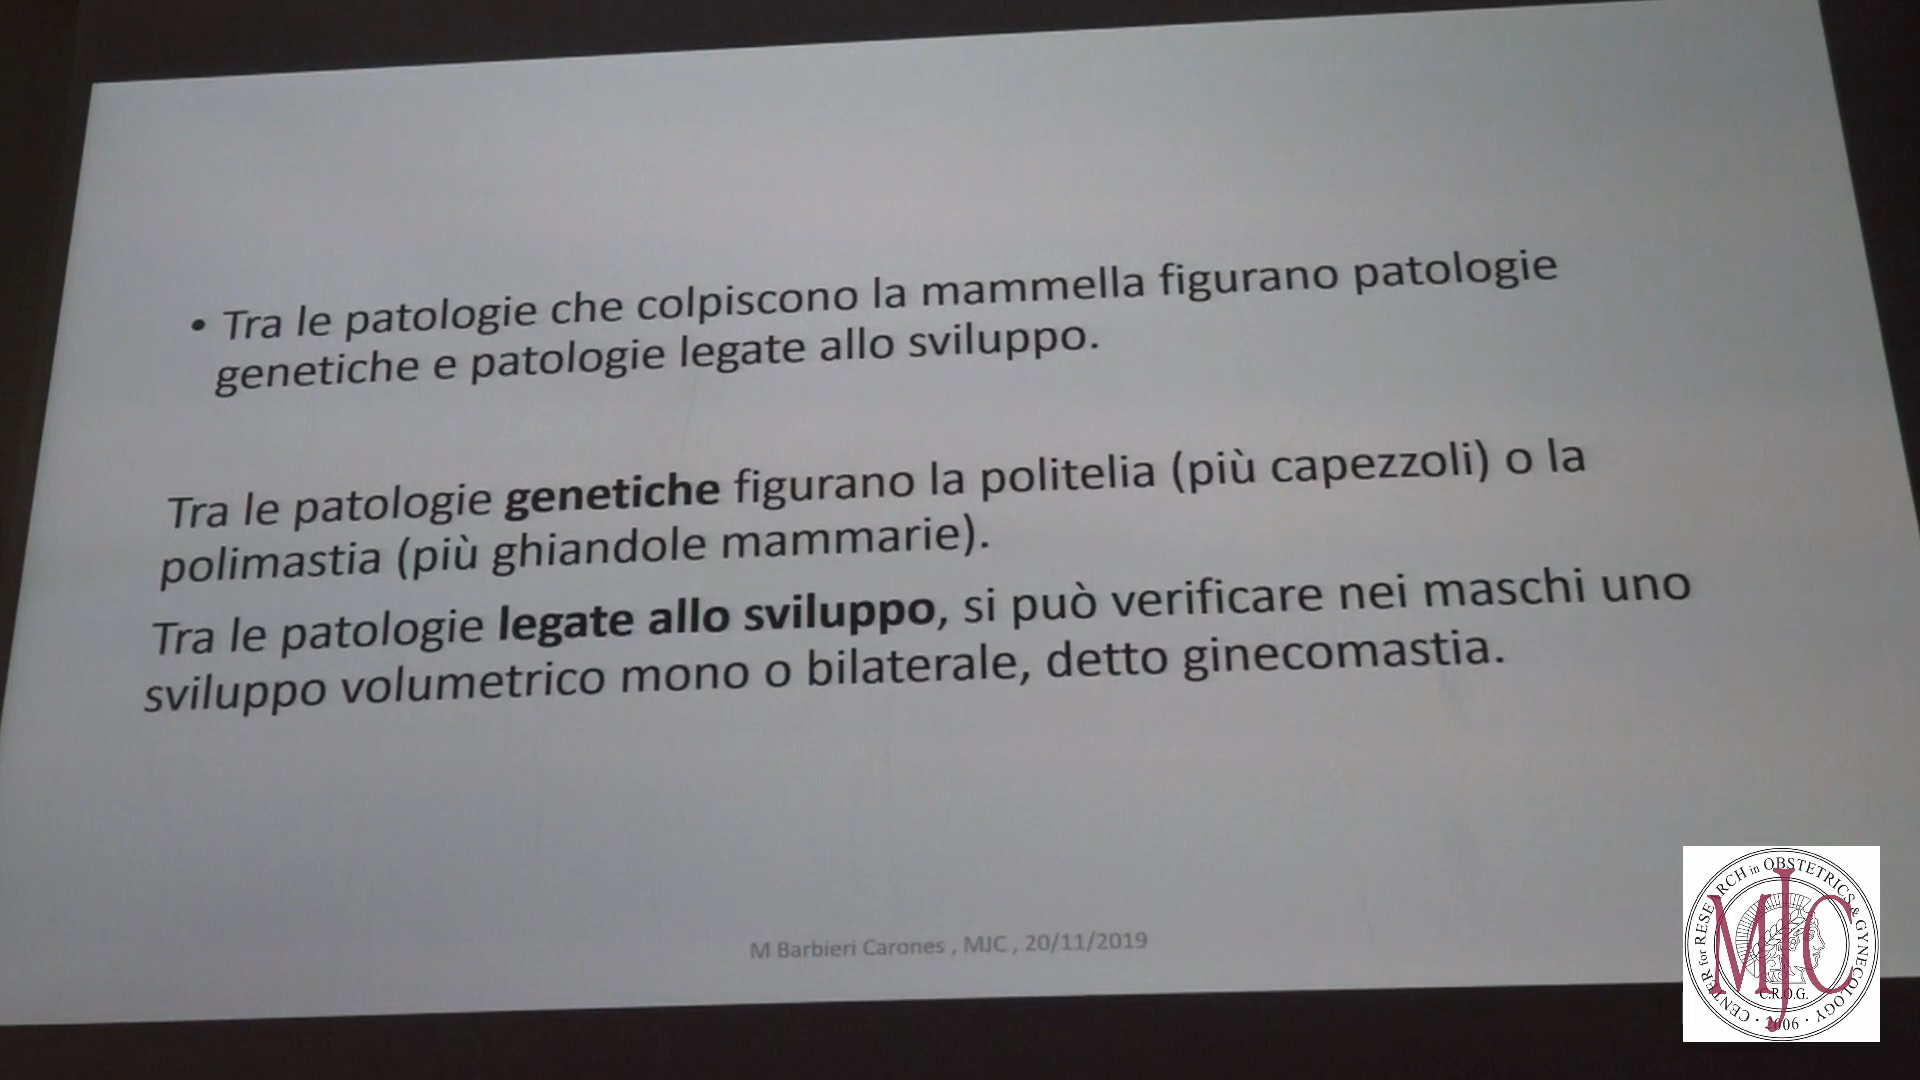 • Tra le patologie che colpiscono la mammella figurano patologie
genetiche e patologie legate allo sviluppo.
Tra le patologie genetiche figurano la politelia (più capezzoli) o la
polimastia (più ghiandole mammarie).
Tra le patologie legate allo sviluppo, si può verificare nei maschi uno
sviluppo volumetrico mono o bilaterale, detto ginecomastia.
M Barbieri Carones , MJC , 20/11/2019
CENTER for RESEARCH in OBSTETRICS & GYNECOLOGY
MJC
C.R.O.G.
2006